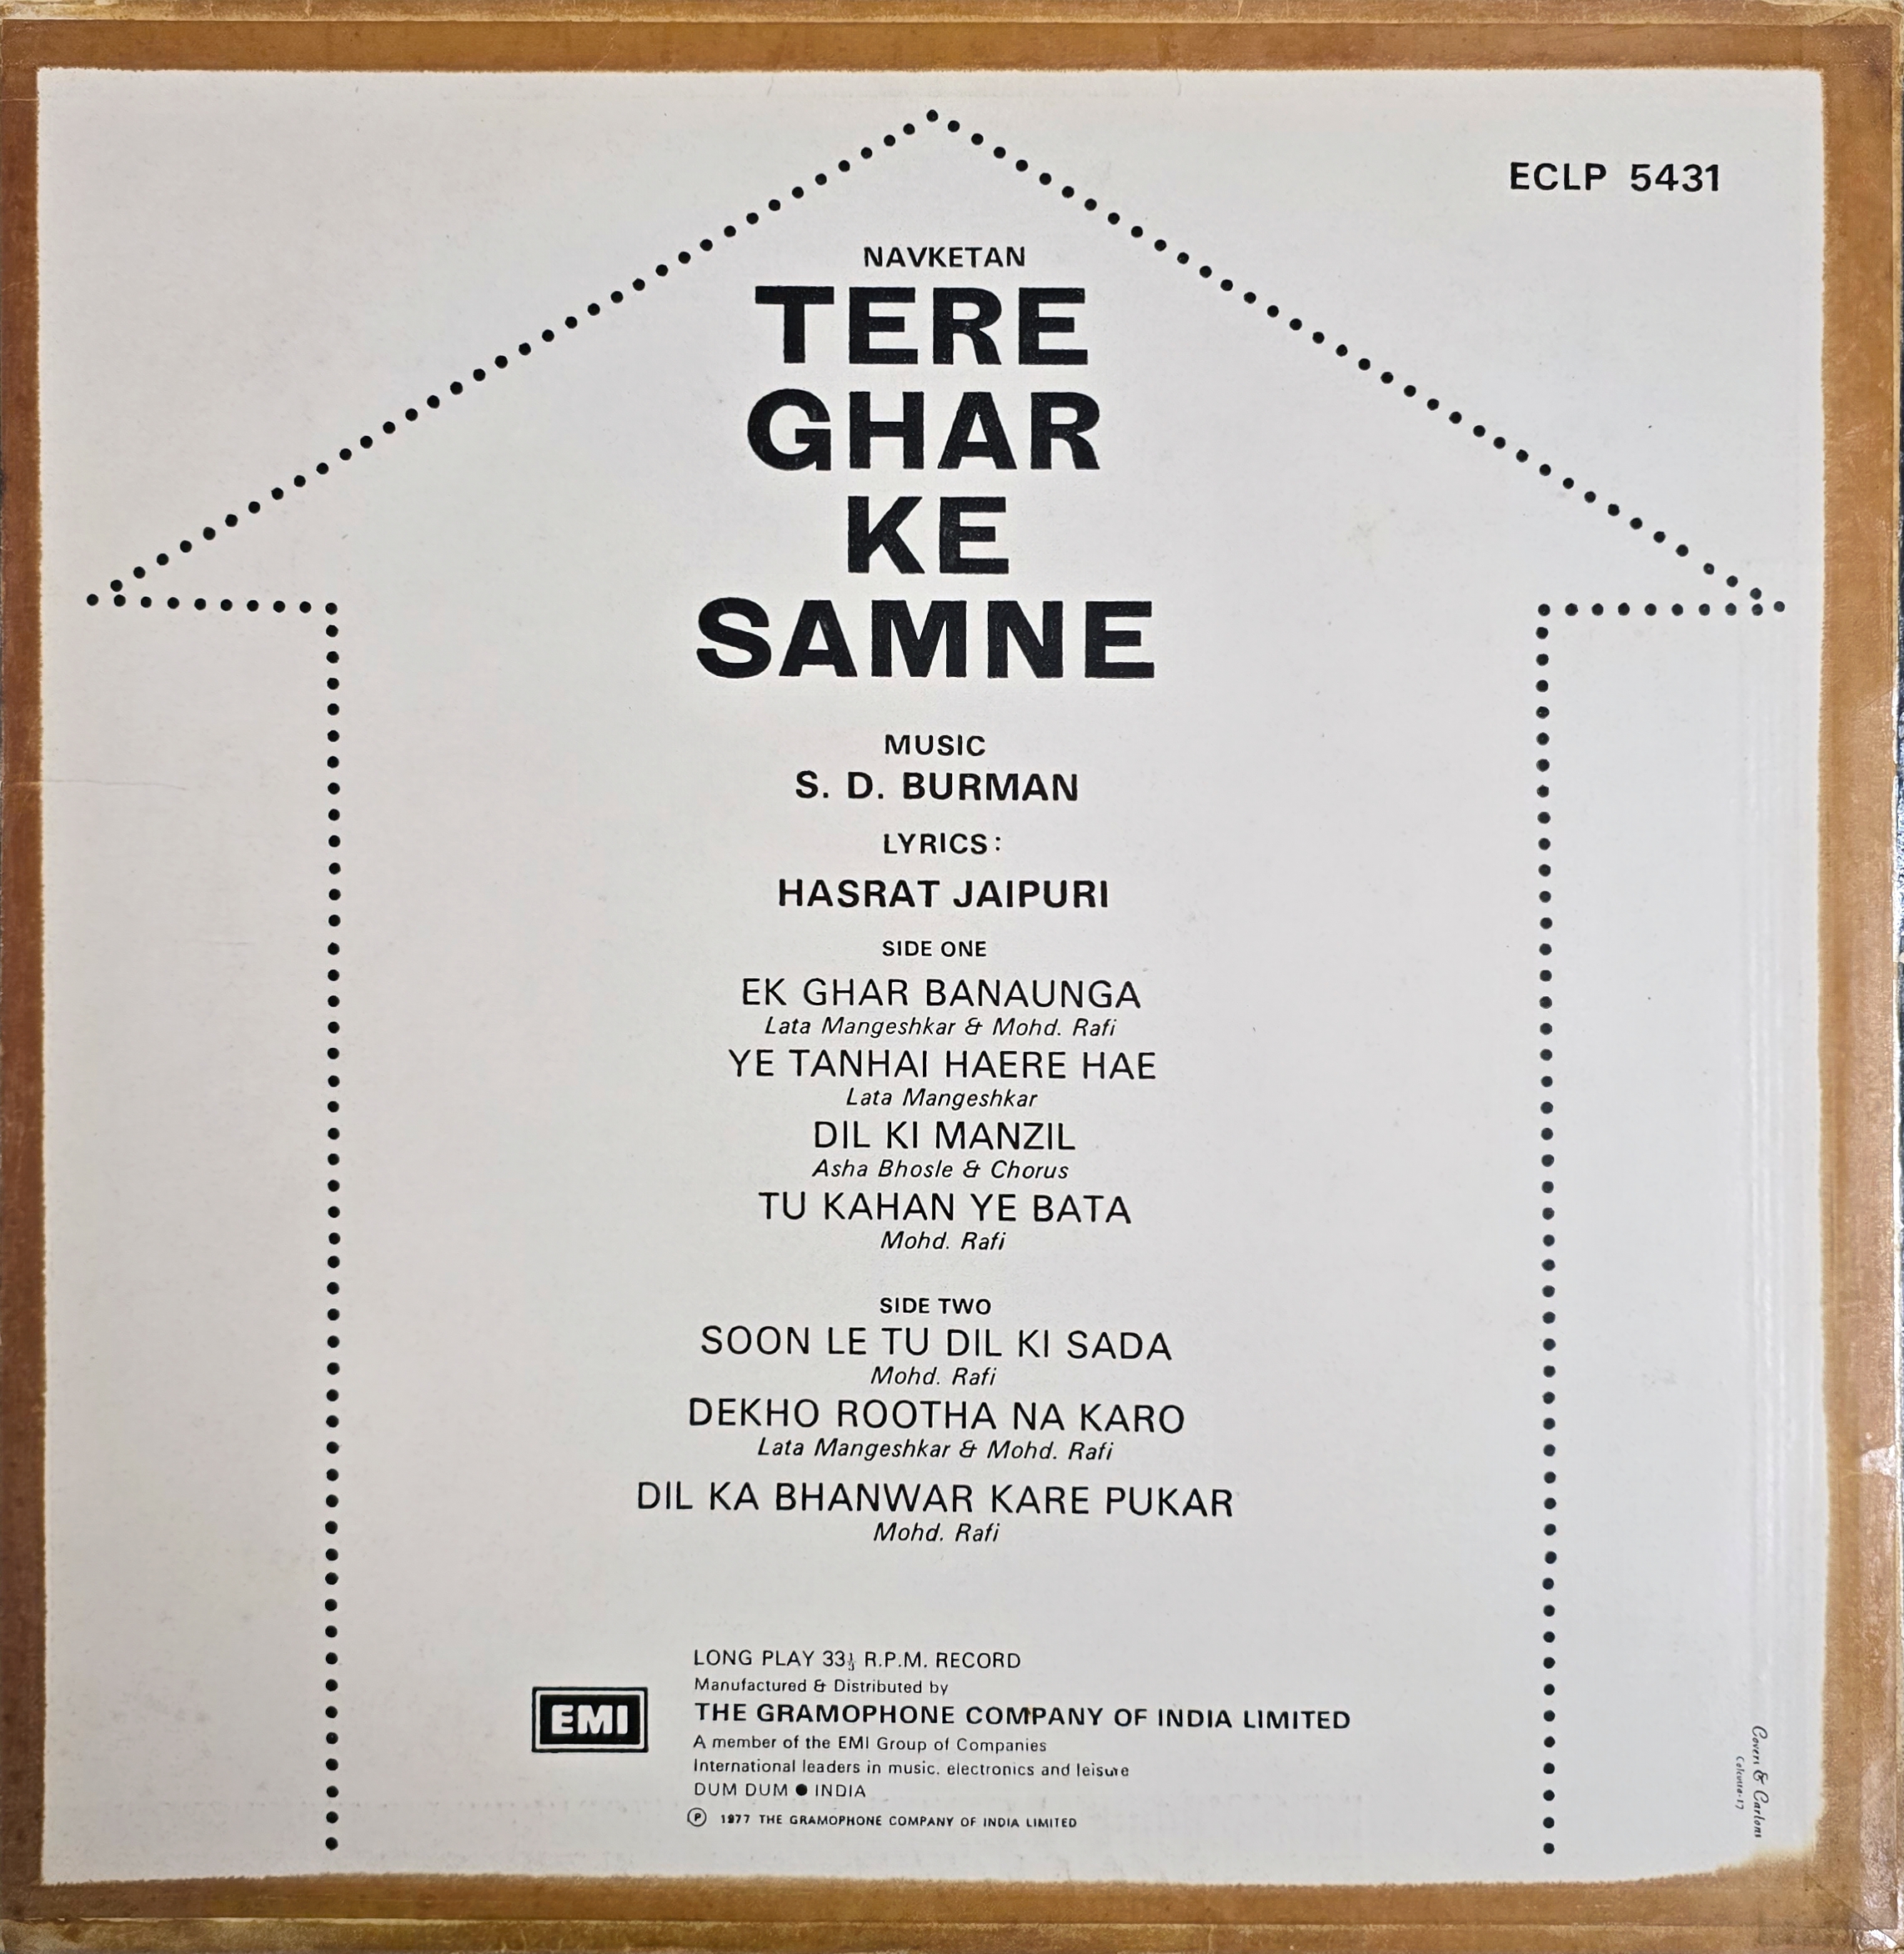 ECLP 5431
NAVKETAN
TERE
GHAR
KE
SAMNE
MUSIC
S. D. BURMAN
LYRICS:
HASRAT JAIPURI
SIDE ONE
EK GHAR BANAUNGA
Lata Mangeshkar & Mohd. Rafi
YE TANHAI HAERE HAE
Lata Mangeshkar
DIL KI MANZIL
Asha Bhosle & Chorus
TU KAHAN YE BATA
Mohd. Rafi
SIDE TWO
SOON LE TU DIL KI SADA
Mohd. Rafi
DEKHO ROOTHA NA KARO
Lata Mangeshkar & Mohd. Rafi
DIL KA BHANWAR KARE PUKAR
Mohd. Rafi
LONG PLAY 33⅓ R.P.M. RECORD
Manufactured & Distributed by
EMI
THE GRAMOPHONE COMPANY OF INDIA LIMITED
A member of the EMI Group of Companies
International leaders in music. electronics and leisure
DUM DUM ● INDIA
Ⓟ 1977 THE GRAMOPHONE COMPANY OF INDIA LIMITED
Covers & Cartons
Calcutta-17